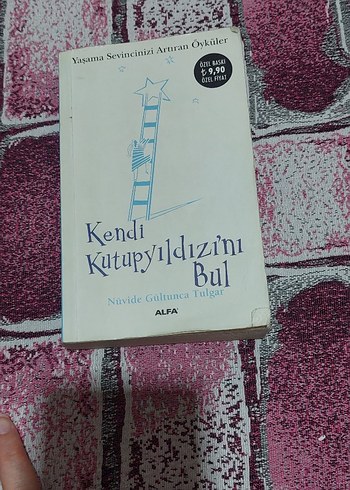 Yaşama Sevincinizi Artıran Öyküler
ÖZEL BASKI
₺ 9,90
ÖZEL FİYAT
Kendi
Kutupyıldızı'nı
Bul
Nüvide Gültunca Tulgar
ALFA